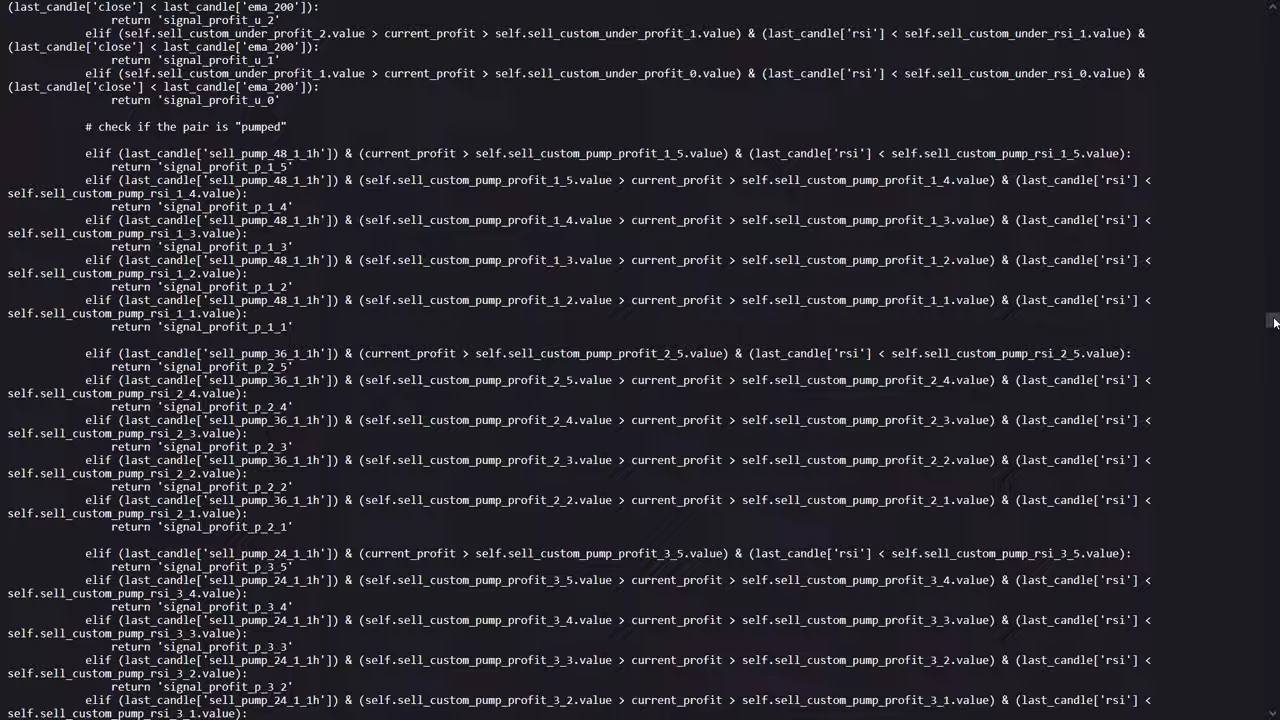 (last_candle['close'] < last_candle['ema_200']):
return 'signal_profit_u_2'
elif (self.sell_custom_under_profit_2.value > current_profit > self.sell_custom_under_profit_1.value) & (last_candle['rsi'] < self.sell_custom_under_rsi_1.value) &
(last_candle['close'] < last_candle['ema_200']):
return 'signal_profit_u_1'
elif (self.sell_custom_under_profit_1.value > current_profit > self.sell_custom_under_profit_0.value) & (last_candle['rsi'] < self.sell_custom_under_rsi_0.value) &
(last_candle['close'] < last_candle['ema_200']):
return 'signal_profit_u_0'
# check if the pair is "pumped"
elif (last_candle['sell_pump_48_1_1h']) & (current_profit > self.sell_custom_pump_profit_1_5.value) & (last_candle['rsi'] < self.sell_custom_pump_rsi_1_5.value):
return 'signal_profit_p_1_5'
elif (last_candle['sell_pump_48_1_1h']) & (self.sell_custom_pump_profit_1_5.value > current_profit > self.sell_custom_pump_profit_1_4.value) & (last_candle['rsi'] <
self.sell_custom_pump_rsi_1_4.value):
return 'signal_profit_p_1_4'
elif (last_candle['sell_pump_48_1_1h']) & (self.sell_custom_pump_profit_1_4.value > current_profit > self.sell_custom_pump_profit_1_3.value) & (last_candle['rsi'] <
self.sell_custom_pump_rsi_1_3.value):
return 'signal_profit_p_1_3'
elif (last_candle['sell_pump_48_1_1h']) & (self.sell_custom_pump_profit_1_3.value > current_profit > self.sell_custom_pump_profit_1_2.value) & (last_candle['rsi'] <
self.sell_custom_pump_rsi_1_2.value):
return 'signal_profit_p_1_2'
elif (last_candle['sell_pump_48_1_1h']) & (self.sell_custom_pump_profit_1_2.value > current_profit > self.sell_custom_pump_profit_1_1.value) & (last_candle['rsi'] <
self.sell_custom_pump_rsi_1_1.value):
return 'signal_profit_p_1_1'
elif (last_candle['sell_pump_36_1_1h']) & (current_profit > self.sell_custom_pump_profit_2_5.value) & (last_candle['rsi'] < self.sell_custom_pump_rsi_2_5.value):
return 'signal_profit_p_2_5'
elif (last_candle['sell_pump_36_1_1h']) & (self.sell_custom_pump_profit_2_5.value > current_profit > self.sell_custom_pump_profit_2_4.value) & (last_candle['rsi'] <
self.sell_custom_pump_rsi_2_4.value):
return 'signal_profit_p_2_4'
elif (last_candle['sell_pump_36_1_1h']) & (self.sell_custom_pump_profit_2_4.value > current_profit > self.sell_custom_pump_profit_2_3.value) & (last_candle['rsi'] <
self.sell_custom_pump_rsi_2_3.value):
return 'signal_profit_p_2_3'
elif (last_candle['sell_pump_36_1_1h']) & (self.sell_custom_pump_profit_2_3.value > current_profit > self.sell_custom_pump_profit_2_2.value) & (last_candle['rsi'] <
self.sell_custom_pump_rsi_2_2.value):
return 'signal_profit_p_2_2'
elif (last_candle['sell_pump_36_1_1h']) & (self.sell_custom_pump_profit_2_2.value > current_profit > self.sell_custom_pump_profit_2_1.value) & (last_candle['rsi'] <
self.sell_custom_pump_rsi_2_1.value):
return 'signal_profit_p_2_1'
elif (last_candle['sell_pump_24_1_1h']) & (current_profit > self.sell_custom_pump_profit_3_5.value) & (last_candle['rsi'] < self.sell_custom_pump_rsi_3_5.value):
return 'signal_profit_p_3_5'
elif (last_candle['sell_pump_24_1_1h']) & (self.sell_custom_pump_profit_3_5.value > current_profit > self.sell_custom_pump_profit_3_4.value) & (last_candle['rsi'] <
self.sell_custom_pump_rsi_3_4.value):
return 'signal_profit_p_3_4'
elif (last_candle['sell_pump_24_1_1h']) & (self.sell_custom_pump_profit_3_4.value > current_profit > self.sell_custom_pump_profit_3_3.value) & (last_candle['rsi'] <
self.sell_custom_pump_rsi_3_3.value):
return 'signal_profit_p_3_3'
elif (last_candle['sell_pump_24_1_1h']) & (self.sell_custom_pump_profit_3_3.value > current_profit > self.sell_custom_pump_profit_3_2.value) & (last_candle['rsi'] <
self.sell_custom_pump_rsi_3_2.value):
return 'signal_profit_p_3_2'
elif (last_candle['sell_pump_24_1_1h']) & (self.sell_custom_pump_profit_3_2.value > current_profit > self.sell_custom_pump_profit_3_1.value) & (last_candle['rsi'] <
self.sell_custom_pump_rsi_3_1.value):